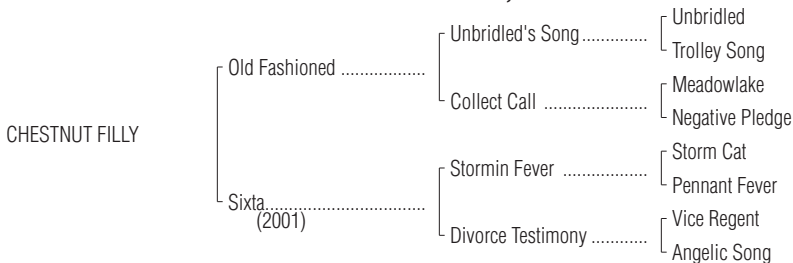 Unbridled
Unbridled's Song ..............
Trolley Song
Old Fashioned ..................
Meadowlake
Collect Call ......................
Negative Pledge
CHESTNUT FILLY
Storm Cat
Stormin Fever ..................
Pennant Fever
Sixta..................................
(2001)
Vice Regent
Divorce Testimony ............
Angelic Song